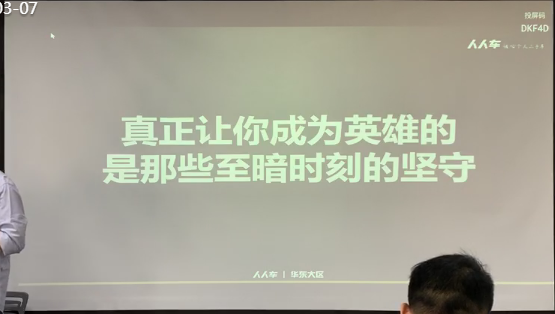 03-07
投屏码
DKF4D
人人车
真正让你成为英雄的
是那些至暗时刻的坚守
人人车 | 华东大区